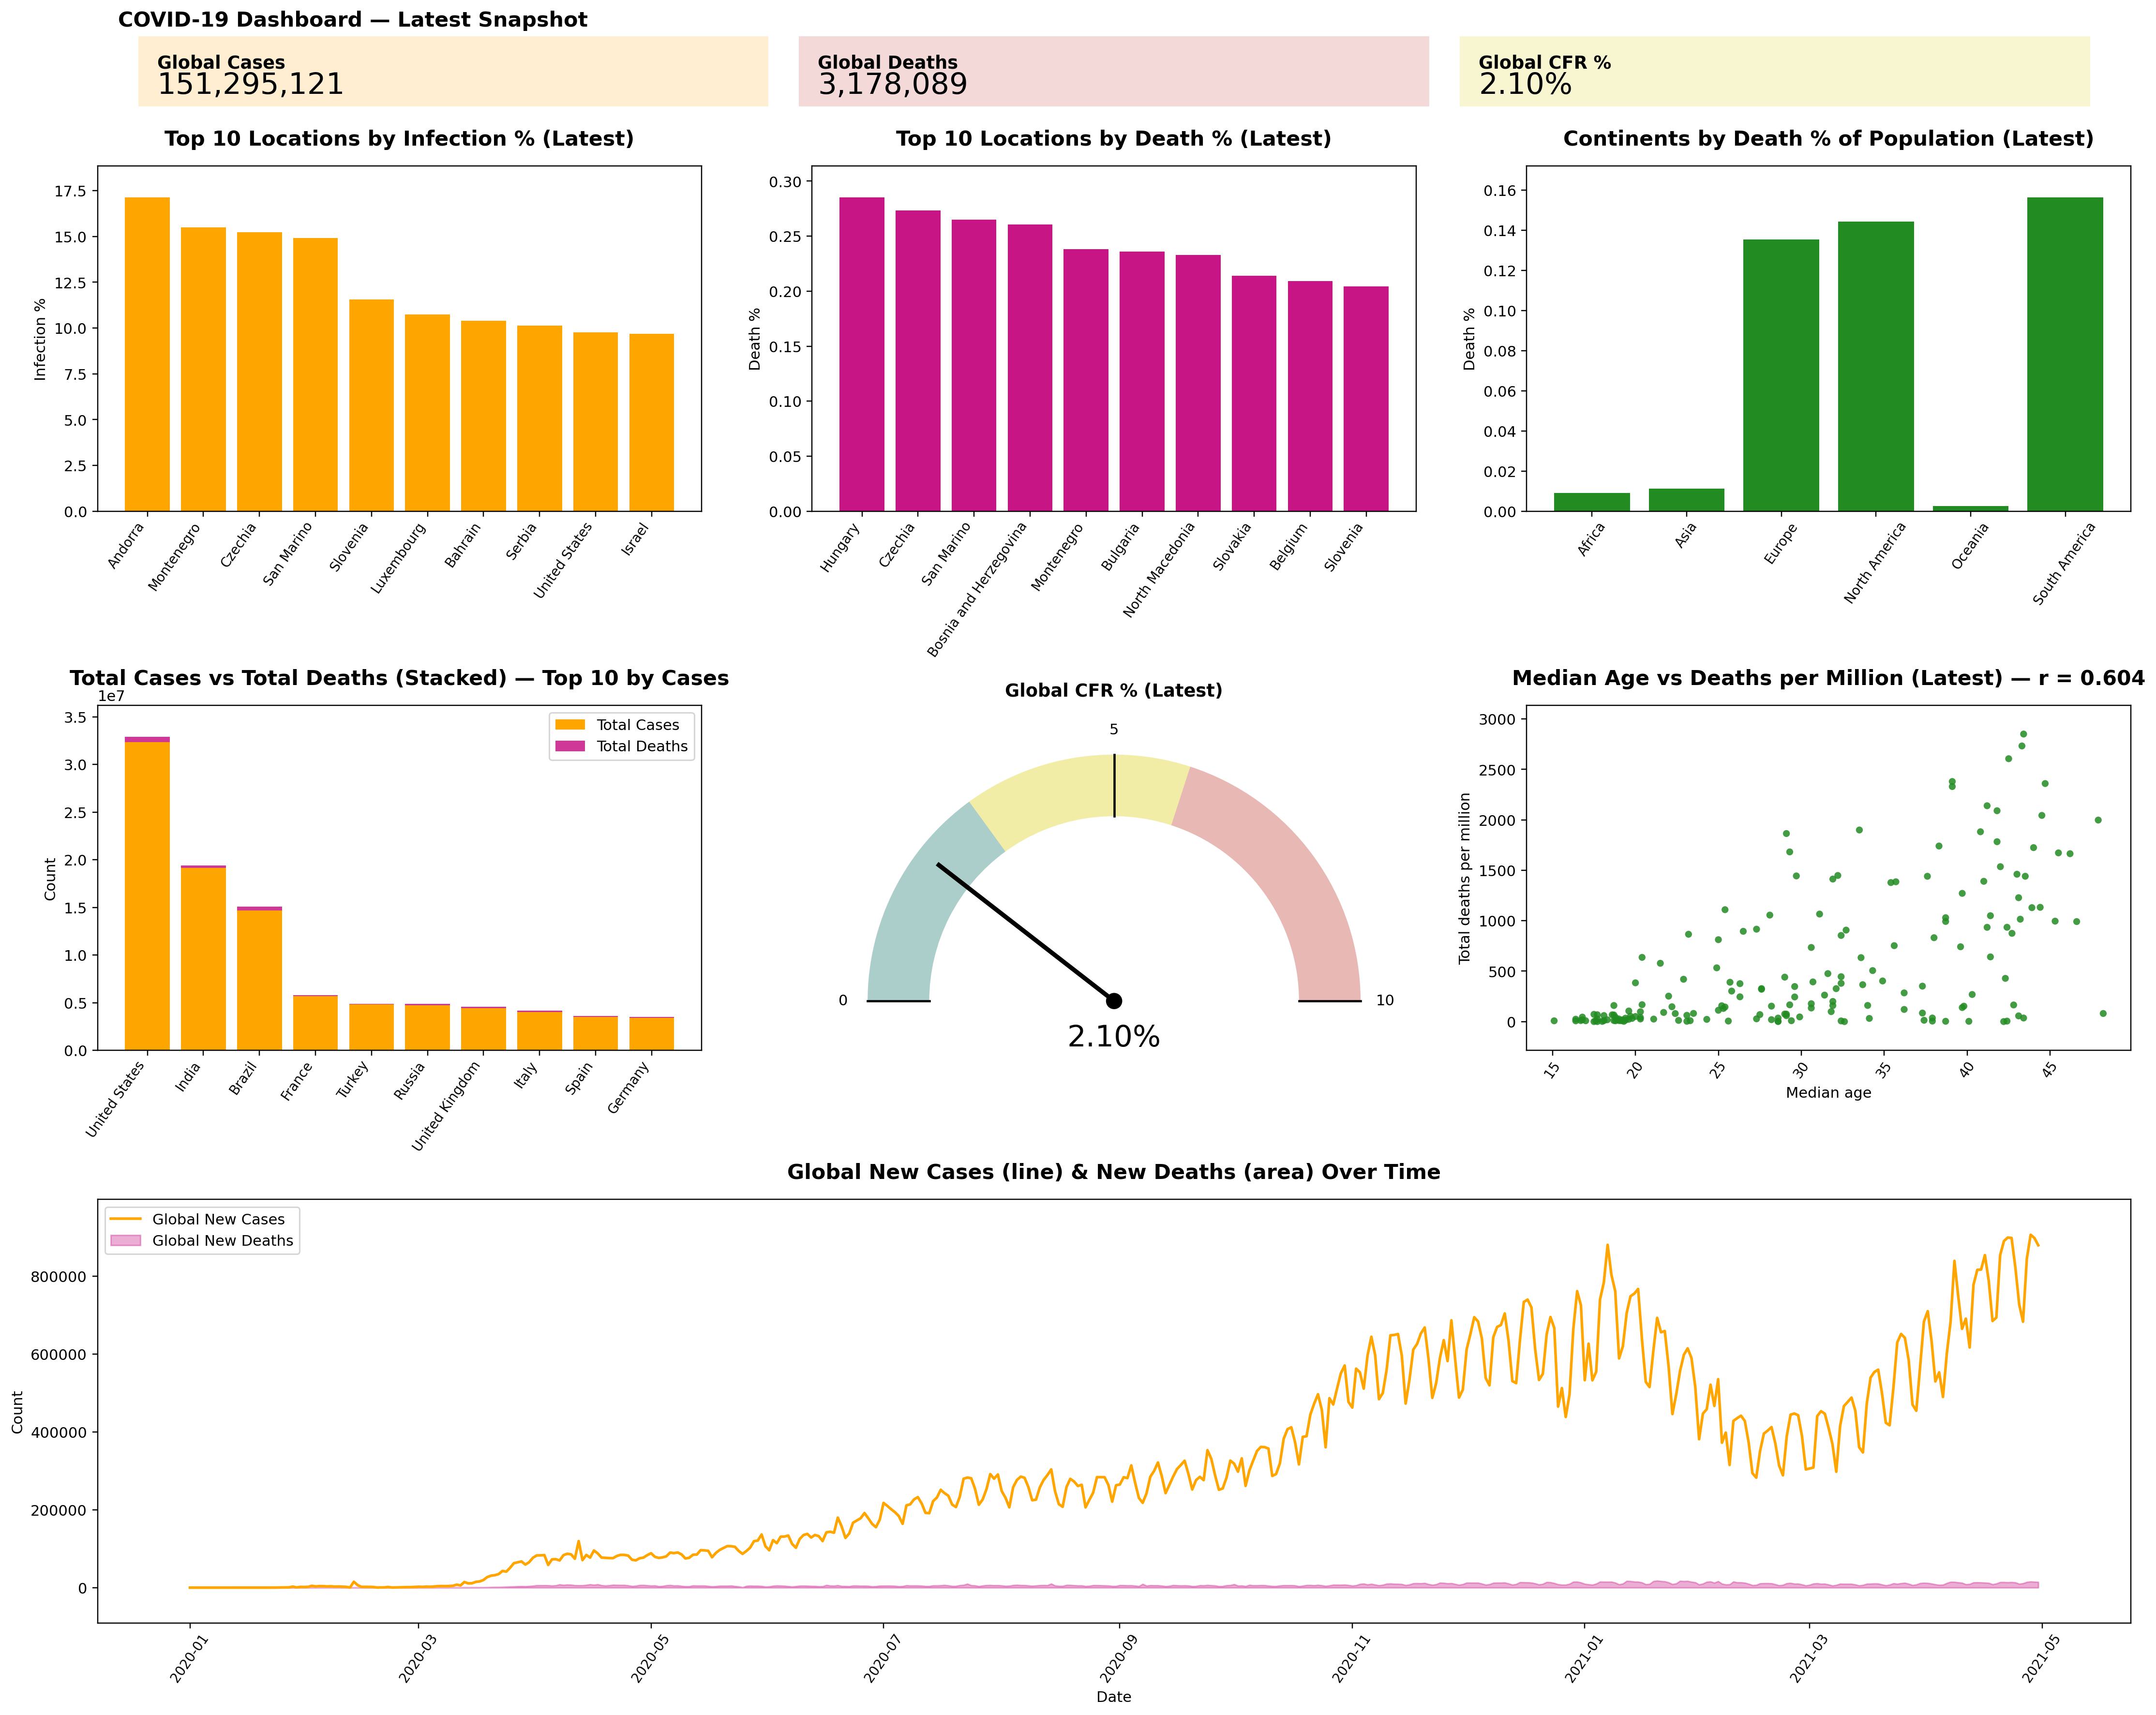 COVID-19 Dashboard — Latest Snapshot
Global Cases
151,295,121
Global Deaths
3,178,089
Global CFR %
2.10%
Top 10 Locations by Infection % (Latest)
Infection %
17.5
15.0
12.5
10.0
7.5
5.0
2.5
0.0
Andorra
Montenegro
Czechia
San Marino
Slovenia
Luxembourg
Bahrain
Serbia
United States
Israel
Top 10 Locations by Death % (Latest)
Death %
0.30
0.25
0.20
0.15
0.10
0.05
0.00
Hungary
Czechia
San Marino
Bosnia and Herzegovina
Montenegro
Bulgaria
North Macedonia
Slovakia
Belgium
Slovenia
Continents by Death % of Population (Latest)
Death %
0.16
0.14
0.12
0.10
0.08
0.06
0.04
0.02
0.00
Africa
Asia
Europe
North America
Oceania
South America
Total Cases vs Total Deaths (Stacked) — Top 10 by Cases
1e7
Total Cases
Total Deaths
Count
3.5
3.0
2.5
2.0
1.5
1.0
0.5
0.0
United States
India
Brazil
France
Turkey
Russia
United Kingdom
Italy
Spain
Germany
Global CFR % (Latest)
5
0
10
2.10%
Median Age vs Deaths per Million (Latest) — r = 0.604
Total deaths per million
3000
2500
2000
1500
1000
500
0
15
20
25
30
35
40
45
Median age
Global New Cases (line) & New Deaths (area) Over Time
Global New Cases
Global New Deaths
Count
800000
600000
400000
200000
0
2020-01
2020-03
2020-05
2020-07
2020-09
2020-11
2021-01
2021-03
2021-05
Date